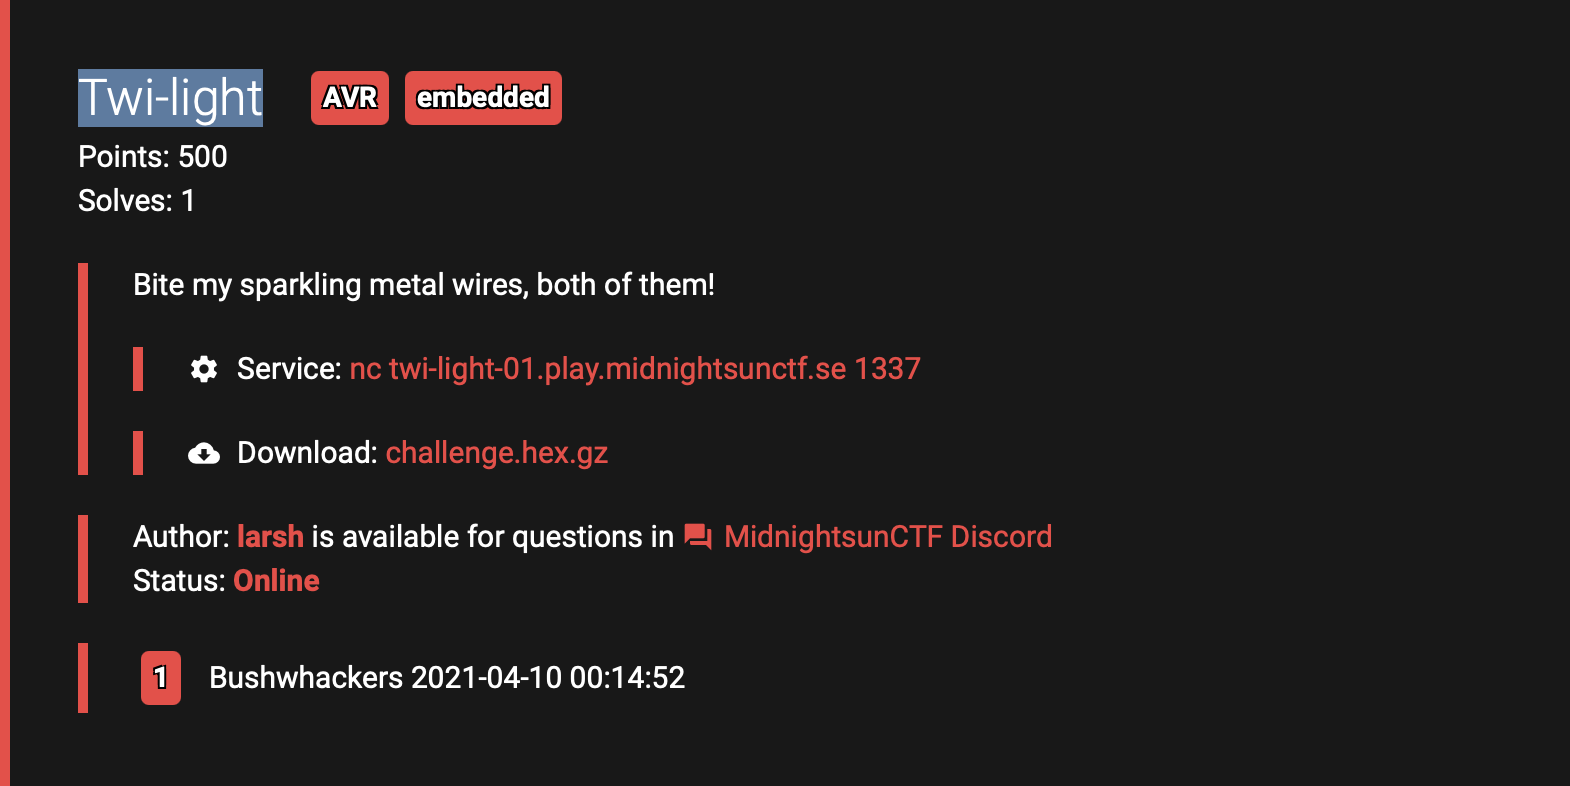 Twi-light AVR embedded
Points: 500
Solves: 1
Bite my sparkling metal wires, both of them!
Service: nc twi-light-01.play.midnightsunctf.se 1337
Download: challenge.hex.gz
Author: larsh is available for questions in MidnightsunCTF Discord
Status: Online
1 Bushwhackers 2021-04-10 00:14:52